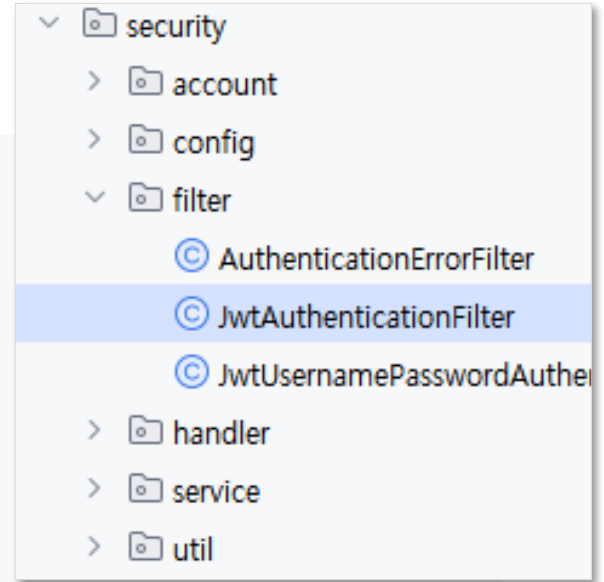 security
account
config
filter
AuthenticationErrorFilter
JwtAuthenticationFilter
JwtUsernamePasswordAuthe
handler
service
util